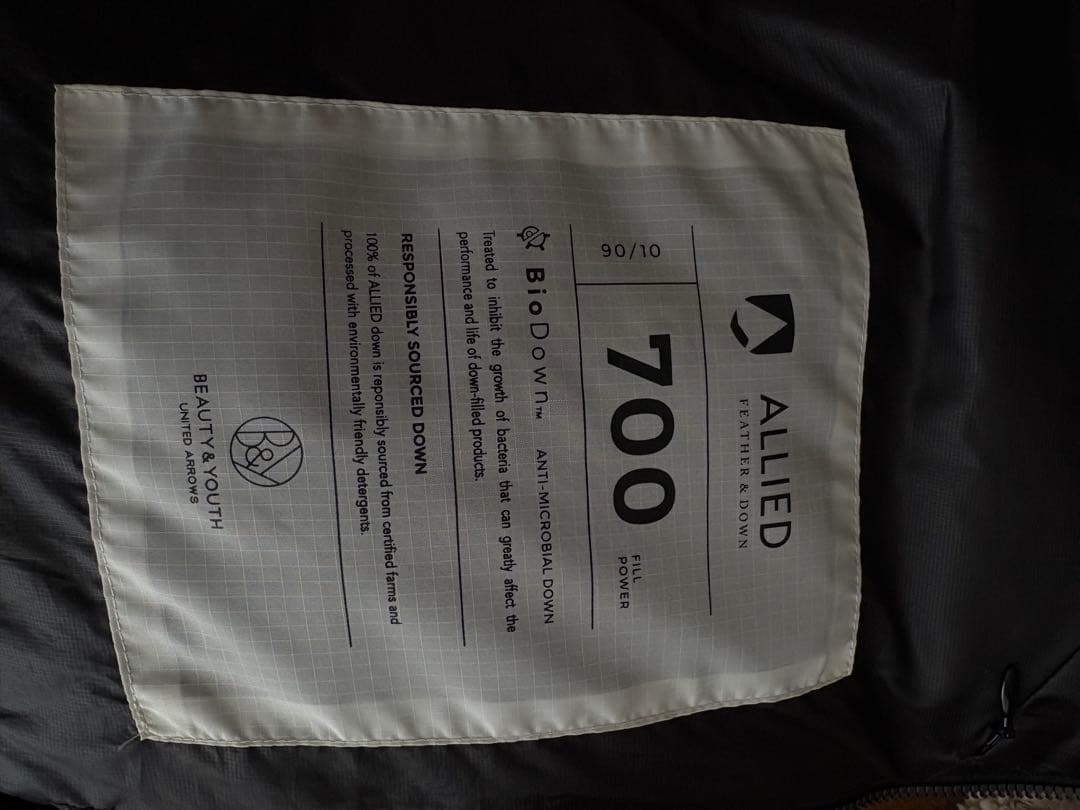 ALLIED
FEATHER & DOWN
90/10
700
FILL
POWER
BioDown™ ANTI-MICROBIAL DOWN
Treated to inhibit the growth of bacteria that can greatly affect the
performance and life of down-filled products.
RESPONSIBLY SOURCED DOWN
100% of ALLIED down is reponsibly sourced from certified farms and
processed with environmentally friendly detergents.
B&Y
BEAUTY & YOUTH
UNITED ARROWS